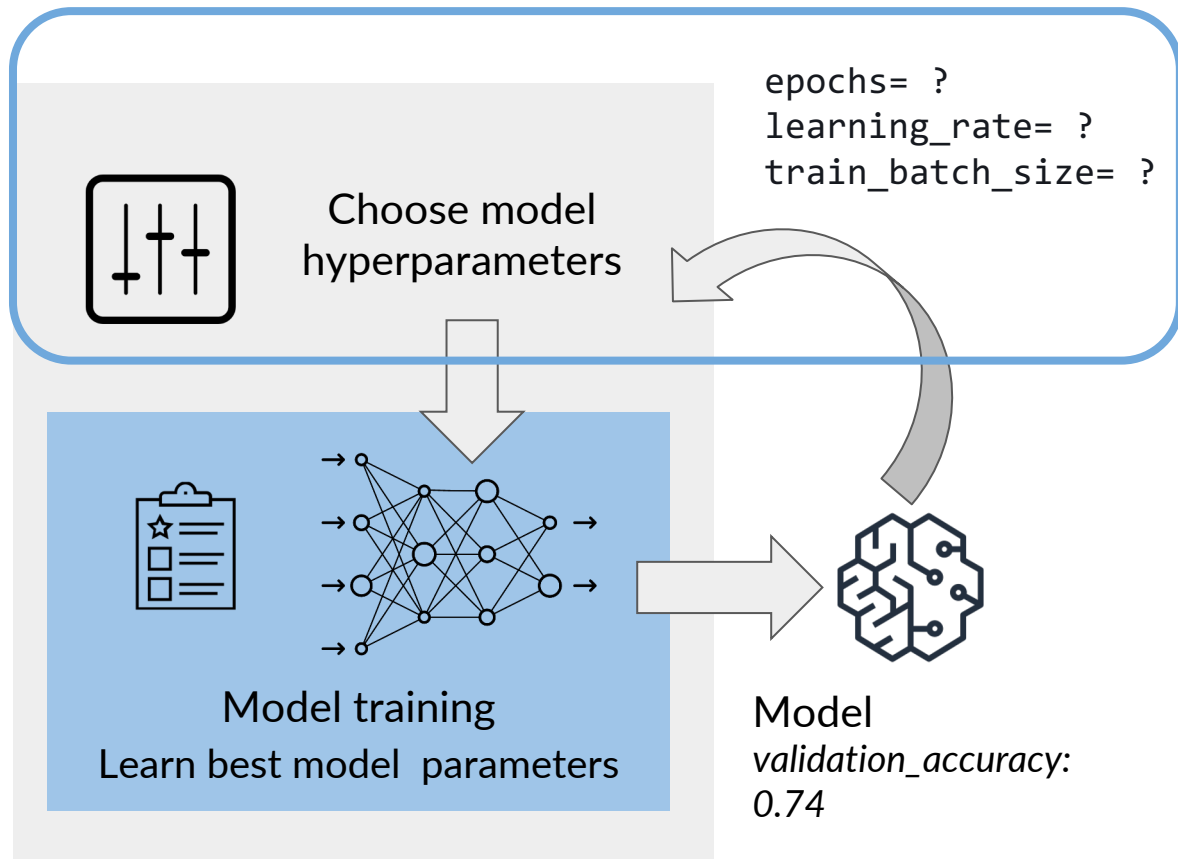 epochs= ?
learning_rate= ?
train_batch_size= ?
Choose model
hyperparameters
Model training
Learn best model parameters
Model
validation_accuracy:
0.74